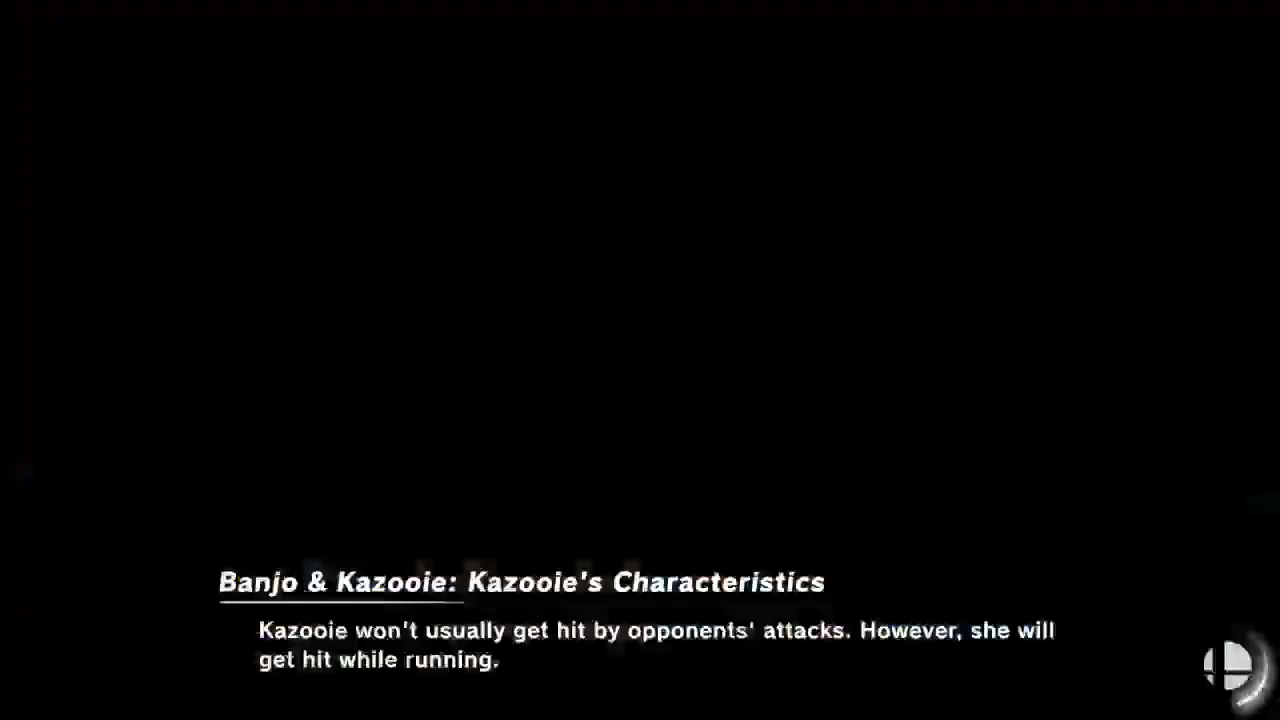 Banjo & Kazooie: Kazooie's Characteristics
Kazooie won't usually get hit by opponents' attacks. However, she will
get hit while running.